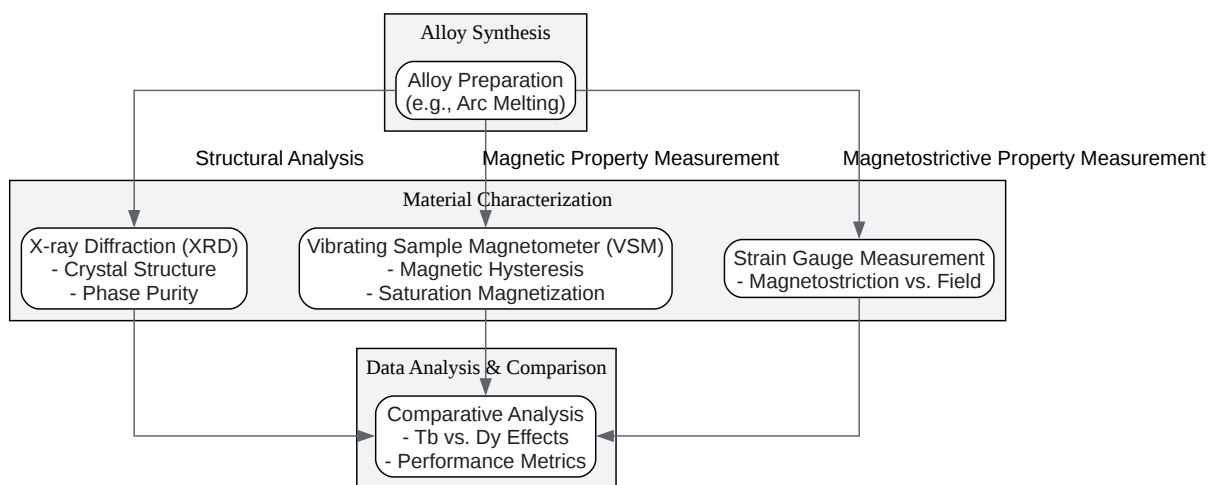 Alloy Synthesis
Alloy Preparation
(e.g., Arc Melting)
Structural Analysis
Magnetic Property Measurement
Magnetostrictive Property Measurement
Material Characterization
X-ray Diffraction (XRD)
- Crystal Structure
- Phase Purity
Vibrating Sample Magnetometer (VSM)
- Magnetic Hysteresis
- Saturation Magnetization
Strain Gauge Measurement
- Magnetostriction vs. Field
Data Analysis & Comparison
Comparative Analysis
- Tb vs. Dy Effects
- Performance Metrics